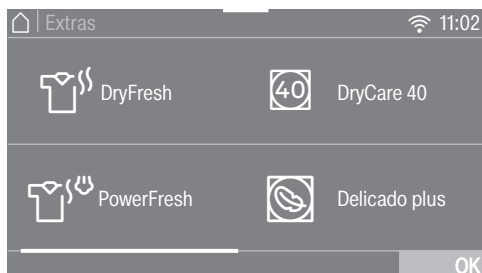 Extras 11:02
DryFresh
40 DryCare 40
PowerFresh
Delicado plus
OK